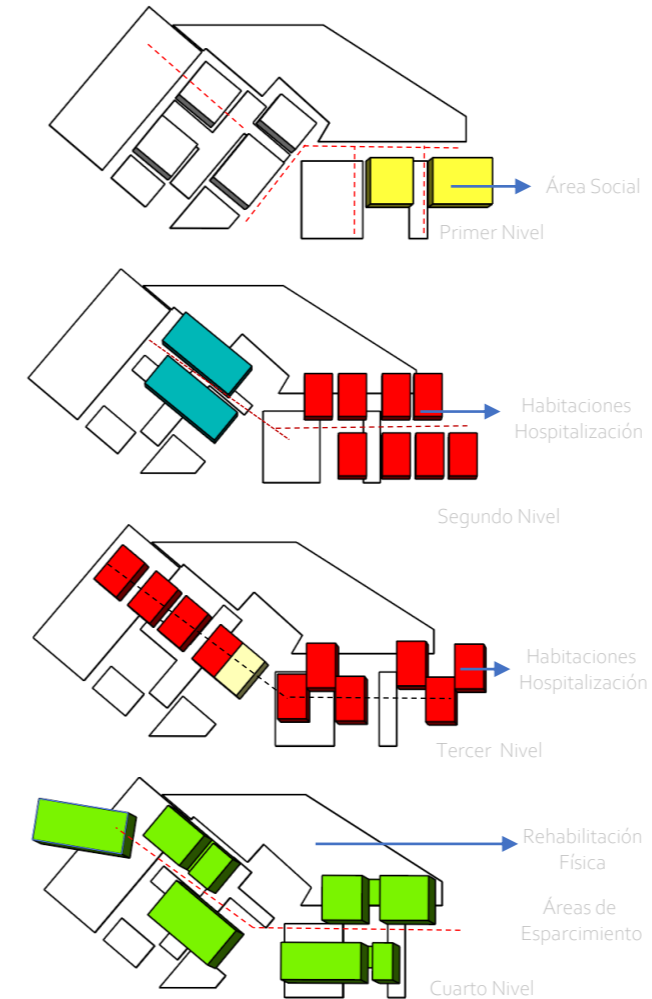 Área Social
Primer Nivel
Habitaciones
Hospitalización
Segundo Nivel
Habitaciones
Hospitalización
Tercer Nivel
Rehabilitación
Física
Áreas de
Esparcimiento
Cuarto Nivel